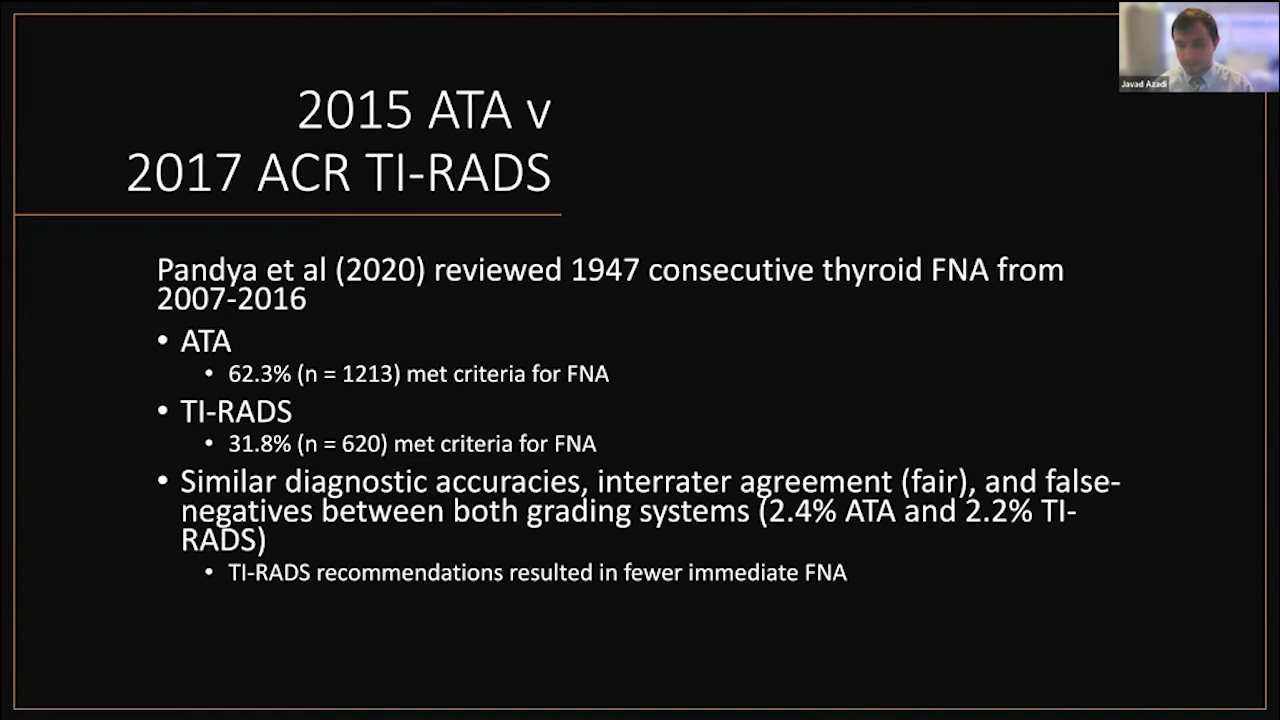 Javad Azadi
2015 ATA v
2017 ACR TI-RADS
Pandya et al (2020) reviewed 1947 consecutive thyroid FNA from
2007-2016
• ATA
• 62.3% (n = 1213) met criteria for FNA
• TI-RADS
• 31.8% (n = 620) met criteria for FNA
• Similar diagnostic accuracies, interrater agreement (fair), and false-
negatives between both grading systems (2.4% ATA and 2.2% TI-
RADS)
• TI-RADS recommendations resulted in fewer immediate FNA